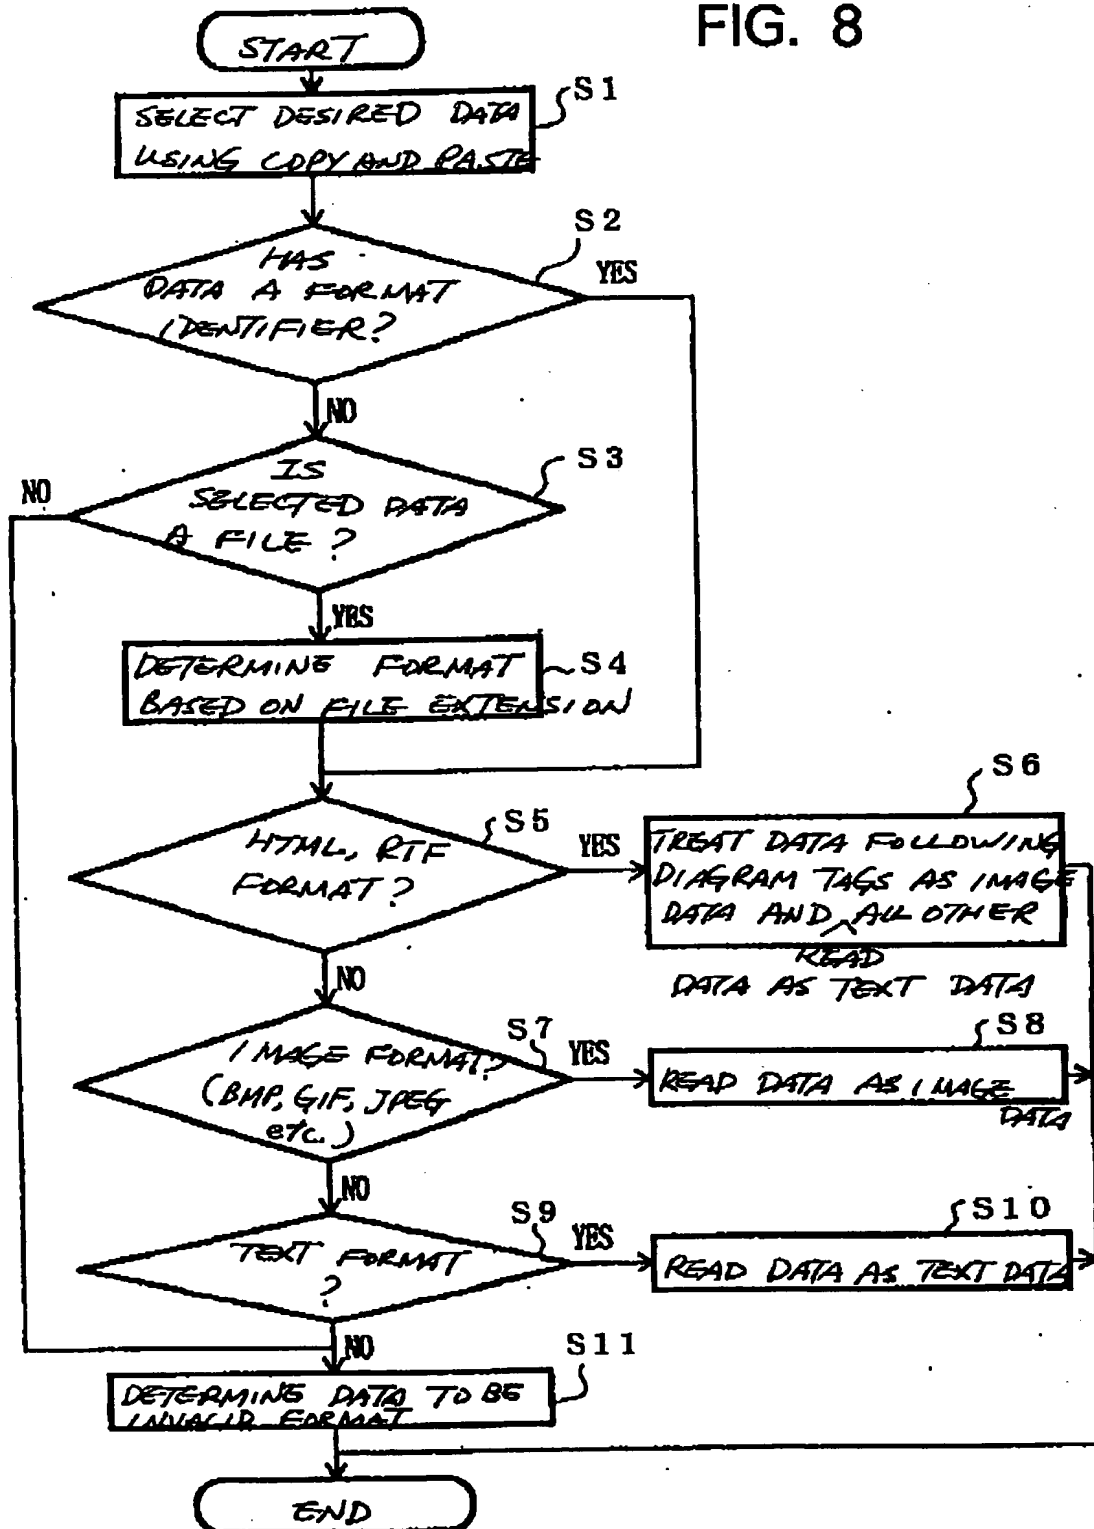 FIG. 8
START
S1
SELECT DESIRED DATA
USING COPY AND PASTE
S2
HAS
DATA A FORMAT
IDENTIFIER?
YES
NO
S3
IS
SELECTED DATA
A FILE?
NO
YES
S4
DETERMINE FORMAT
BASED ON FILE EXTENSION
S5
HTML, RTF
FORMAT?
YES
S6
TREAT DATA FOLLOWING
DIAGRAM TAGS AS IMAGE
DATA AND ALL OTHER
READ
DATA AS TEXT DATA
NO
S7
IMAGE FORMAT?
(BMP, GIF, JPEG
etc.)
YES
S8
READ DATA AS IMAGE
DATA
NO
S9
TEXT FORMAT
?
YES
S10
READ DATA AS TEXT DATA
NO
S11
DETERMINE DATA TO BE
INVALID FORMAT
END